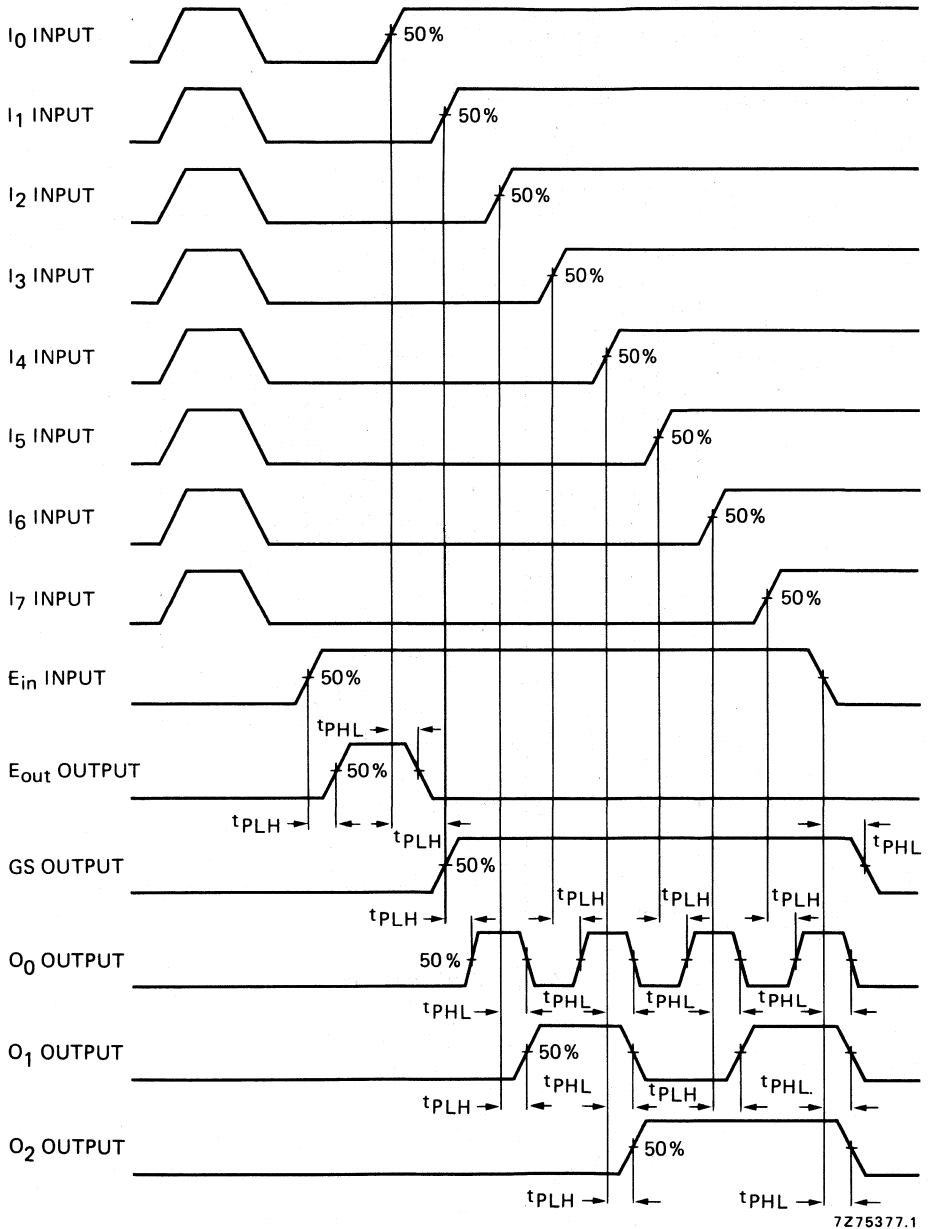 I0 INPUT
50%
I1 INPUT
50%
I2 INPUT
50%
I3 INPUT
50%
I4 INPUT
50%
I5 INPUT
50%
I6 INPUT
50%
I7 INPUT
50%
Ein INPUT
50%
tPHL
Eout OUTPUT
50%
tPLH
tPLH
tPHL
GS OUTPUT
50%
tPLH
tPLH
tPLH
tPLH
O0 OUTPUT
50%
tPHL
tPHL
tPHL
tPHL
O1 OUTPUT
50%
tPLH
tPHL
tPLH
tPHL.
O2 OUTPUT
50%
tPLH
tPHL
7Z75377.1